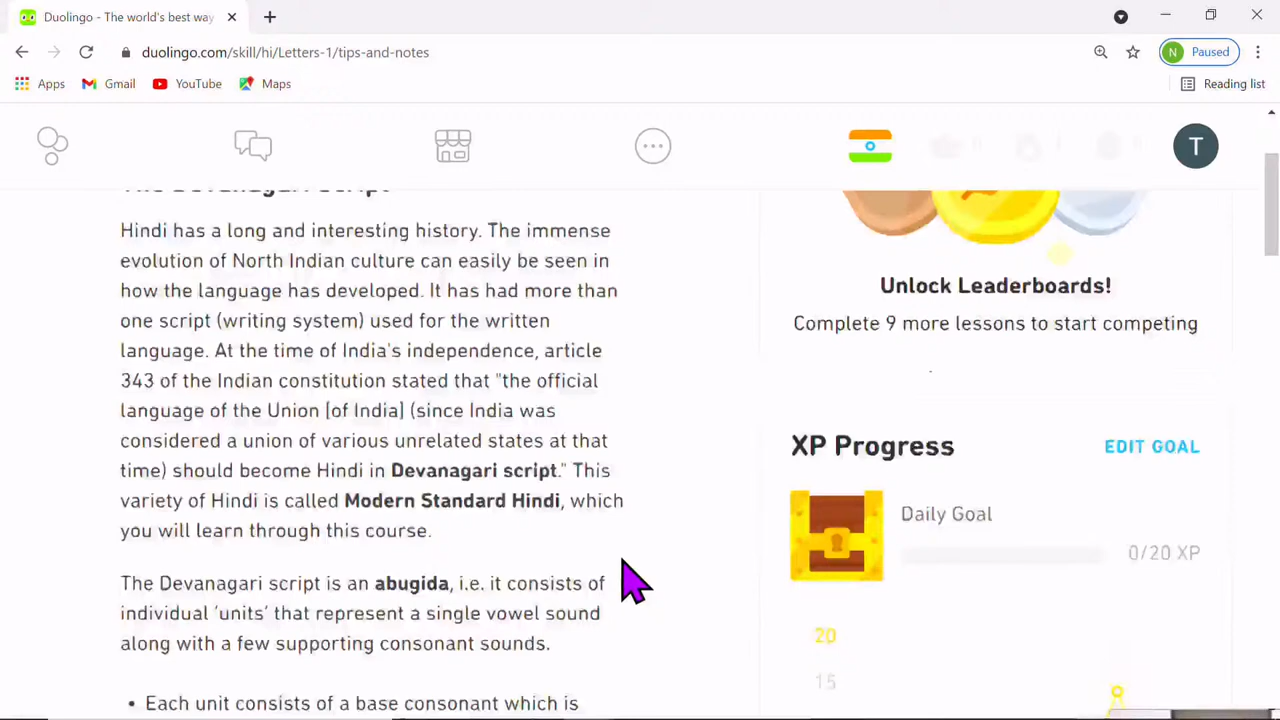 Duolingo - The world's best way
duolingo.com/skill/hi/Letters-1/tips-and-notes
N Paused
Apps Gmail YouTube Maps Reading list
T
The Devanagari Script
Hindi has a long and interesting history. The immense
evolution of North Indian culture can easily be seen in
how the language has developed. It has had more than
one script (writing system) used for the written
language. At the time of India's independence, article
343 of the Indian constitution stated that "the official
language of the Union [of India] (since India was
considered a union of various unrelated states at that
time) should become Hindi in Devanagari script." This
variety of Hindi is called Modern Standard Hindi, which
you will learn through this course.
The Devanagari script is an abugida, i.e. it consists of
individual ‘units’ that represent a single vowel sound
along with a few supporting consonant sounds.
• Each unit consists of a base consonant which is
Unlock Leaderboards!
Complete 9 more lessons to start competing
XP Progress EDIT GOAL
Daily Goal
0/20 XP
20
15